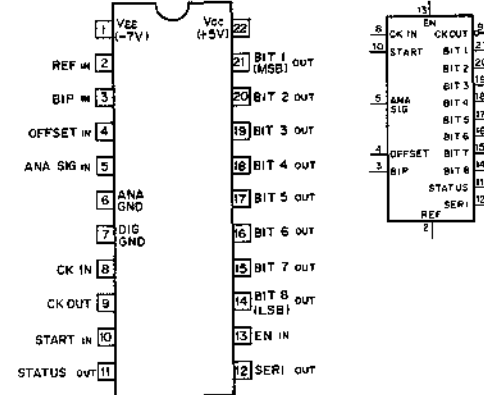 1 VEE (-7V)
VCC (+5V) 22
REF IN 2
21 BIT 1 (MSB) OUT
BIP IN 3
20 BIT 2 OUT
OFFSET IN 4
19 BIT 3 OUT
ANA SIG IN 5
18 BIT 4 OUT
6 ANA GND
17 BIT 5 OUT
7 DIG GND
16 BIT 6 OUT
CK IN 8
15 BIT 7 OUT
CK OUT 9
14 BIT 8 (LSB) OUT
START IN 10
13 EN IN
STATUS OUT 11
12 SERI OUT
13
EN
8 CK IN
CKOUT 9
10 START
BIT 1 21
BIT 2 20
BIT 3 19
5 ANA SIG
BIT 4 18
BIT 5 17
BIT 6 16
4 OFFSET
BIT 7 15
3 BIP
BIT 8 14
STATUS 11
SERI 12
REF
2